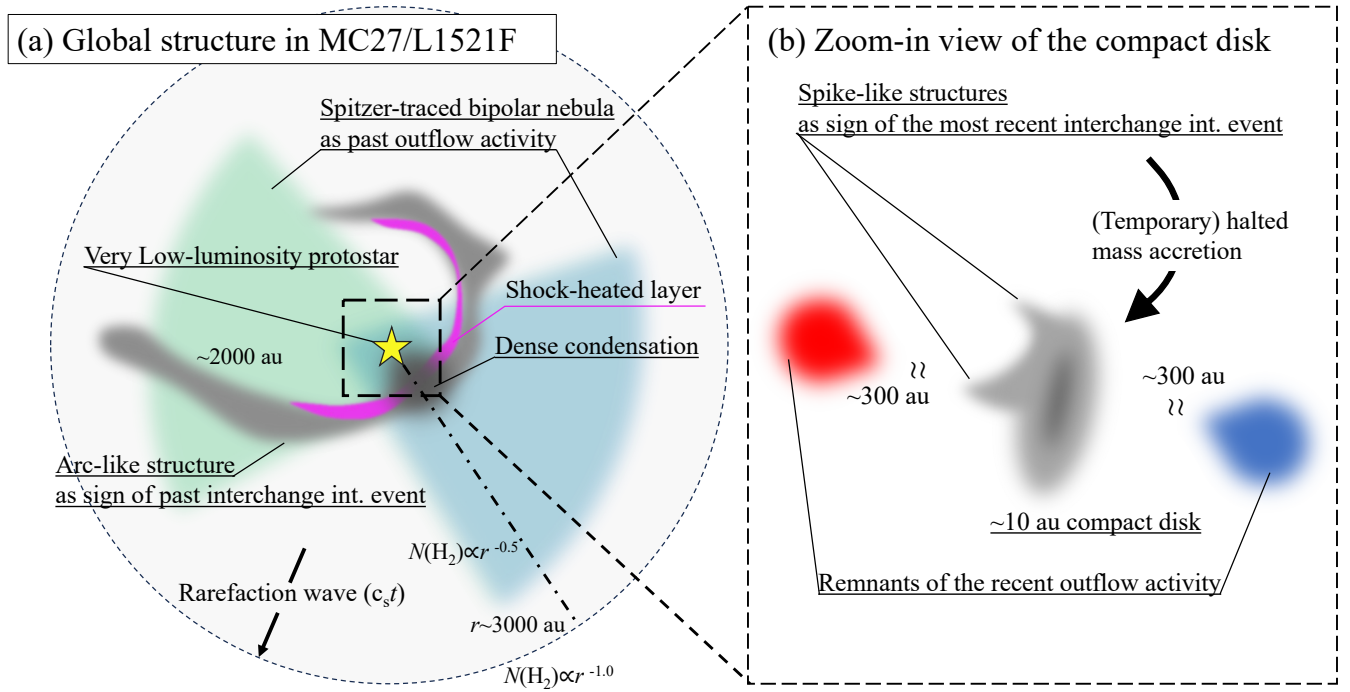 (a) Global structure in MC27/L1521F
Spitzer-traced bipolar nebula
as past outflow activity
Very Low-luminosity protostar
Shock-heated layer
Dense condensation
~2000 au
Arc-like structure
as sign of past interchange int. event
N(H₂)∝r ⁻⁰·⁵
Rarefaction wave (cₛt)
r~3000 au
N(H₂)∝r ⁻¹·⁰
(b) Zoom-in view of the compact disk
Spike-like structures
as sign of the most recent interchange int. event
(Temporary) halted
mass accretion
≈
~300 au
~300 au
≈
~10 au compact disk
Remnants of the recent outflow activity